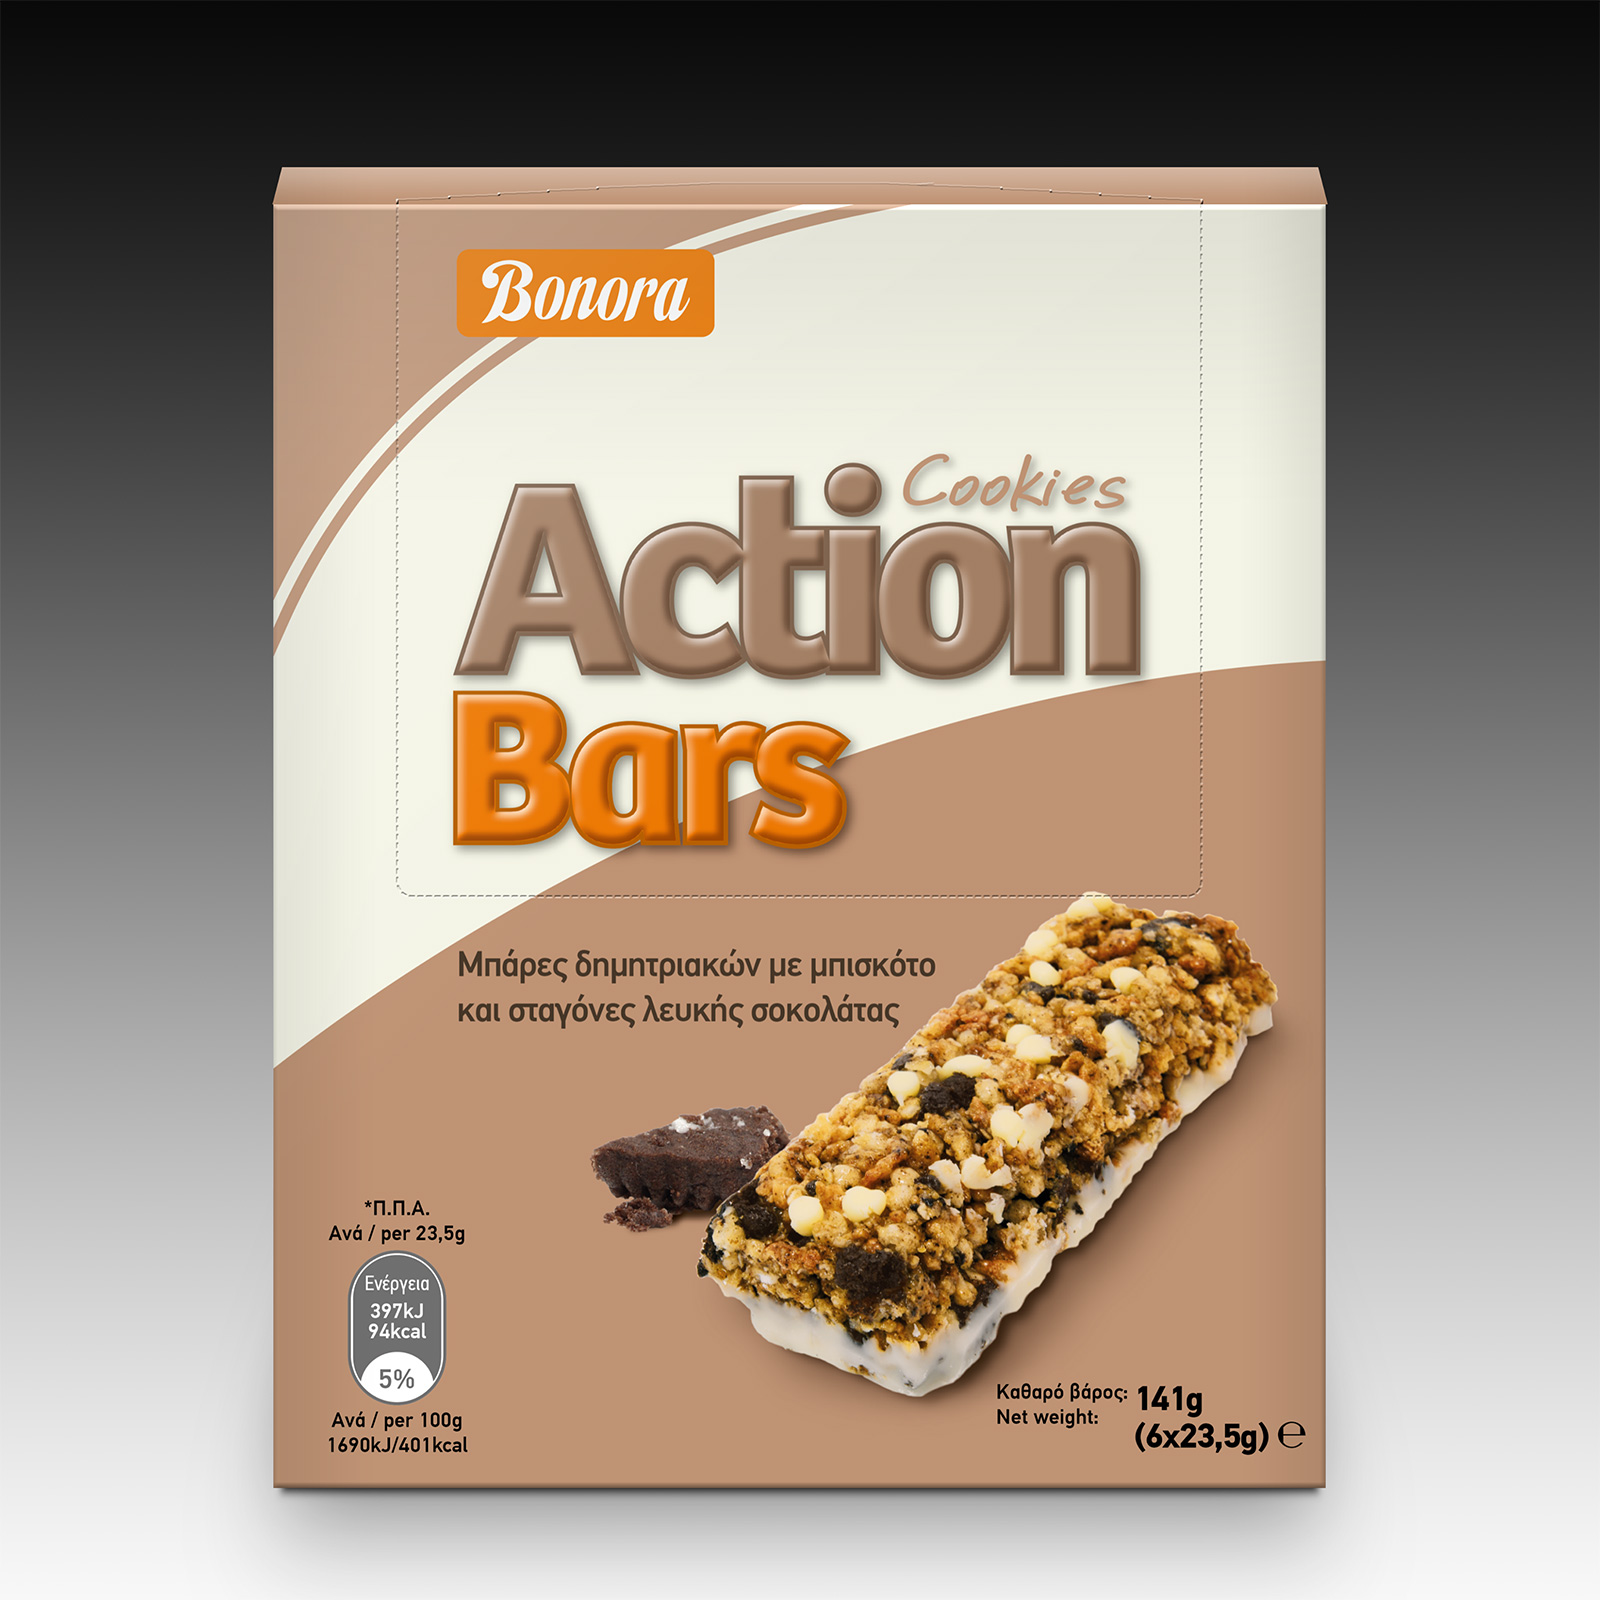 Bonora
Cookies
Action
Bars
Μπάρες δημητριακών με μπισκότο
και σταγόνες λευκής σοκολάτας
*Π.Π.Α.
Ανά / per 23,5g
Ενέργεια
397kJ
94kcal
5%
Ανά / per 100g
1690kJ/401kcal
Καθαρό βάρος: 141g
Net weight:
(6x23,5g) ℮